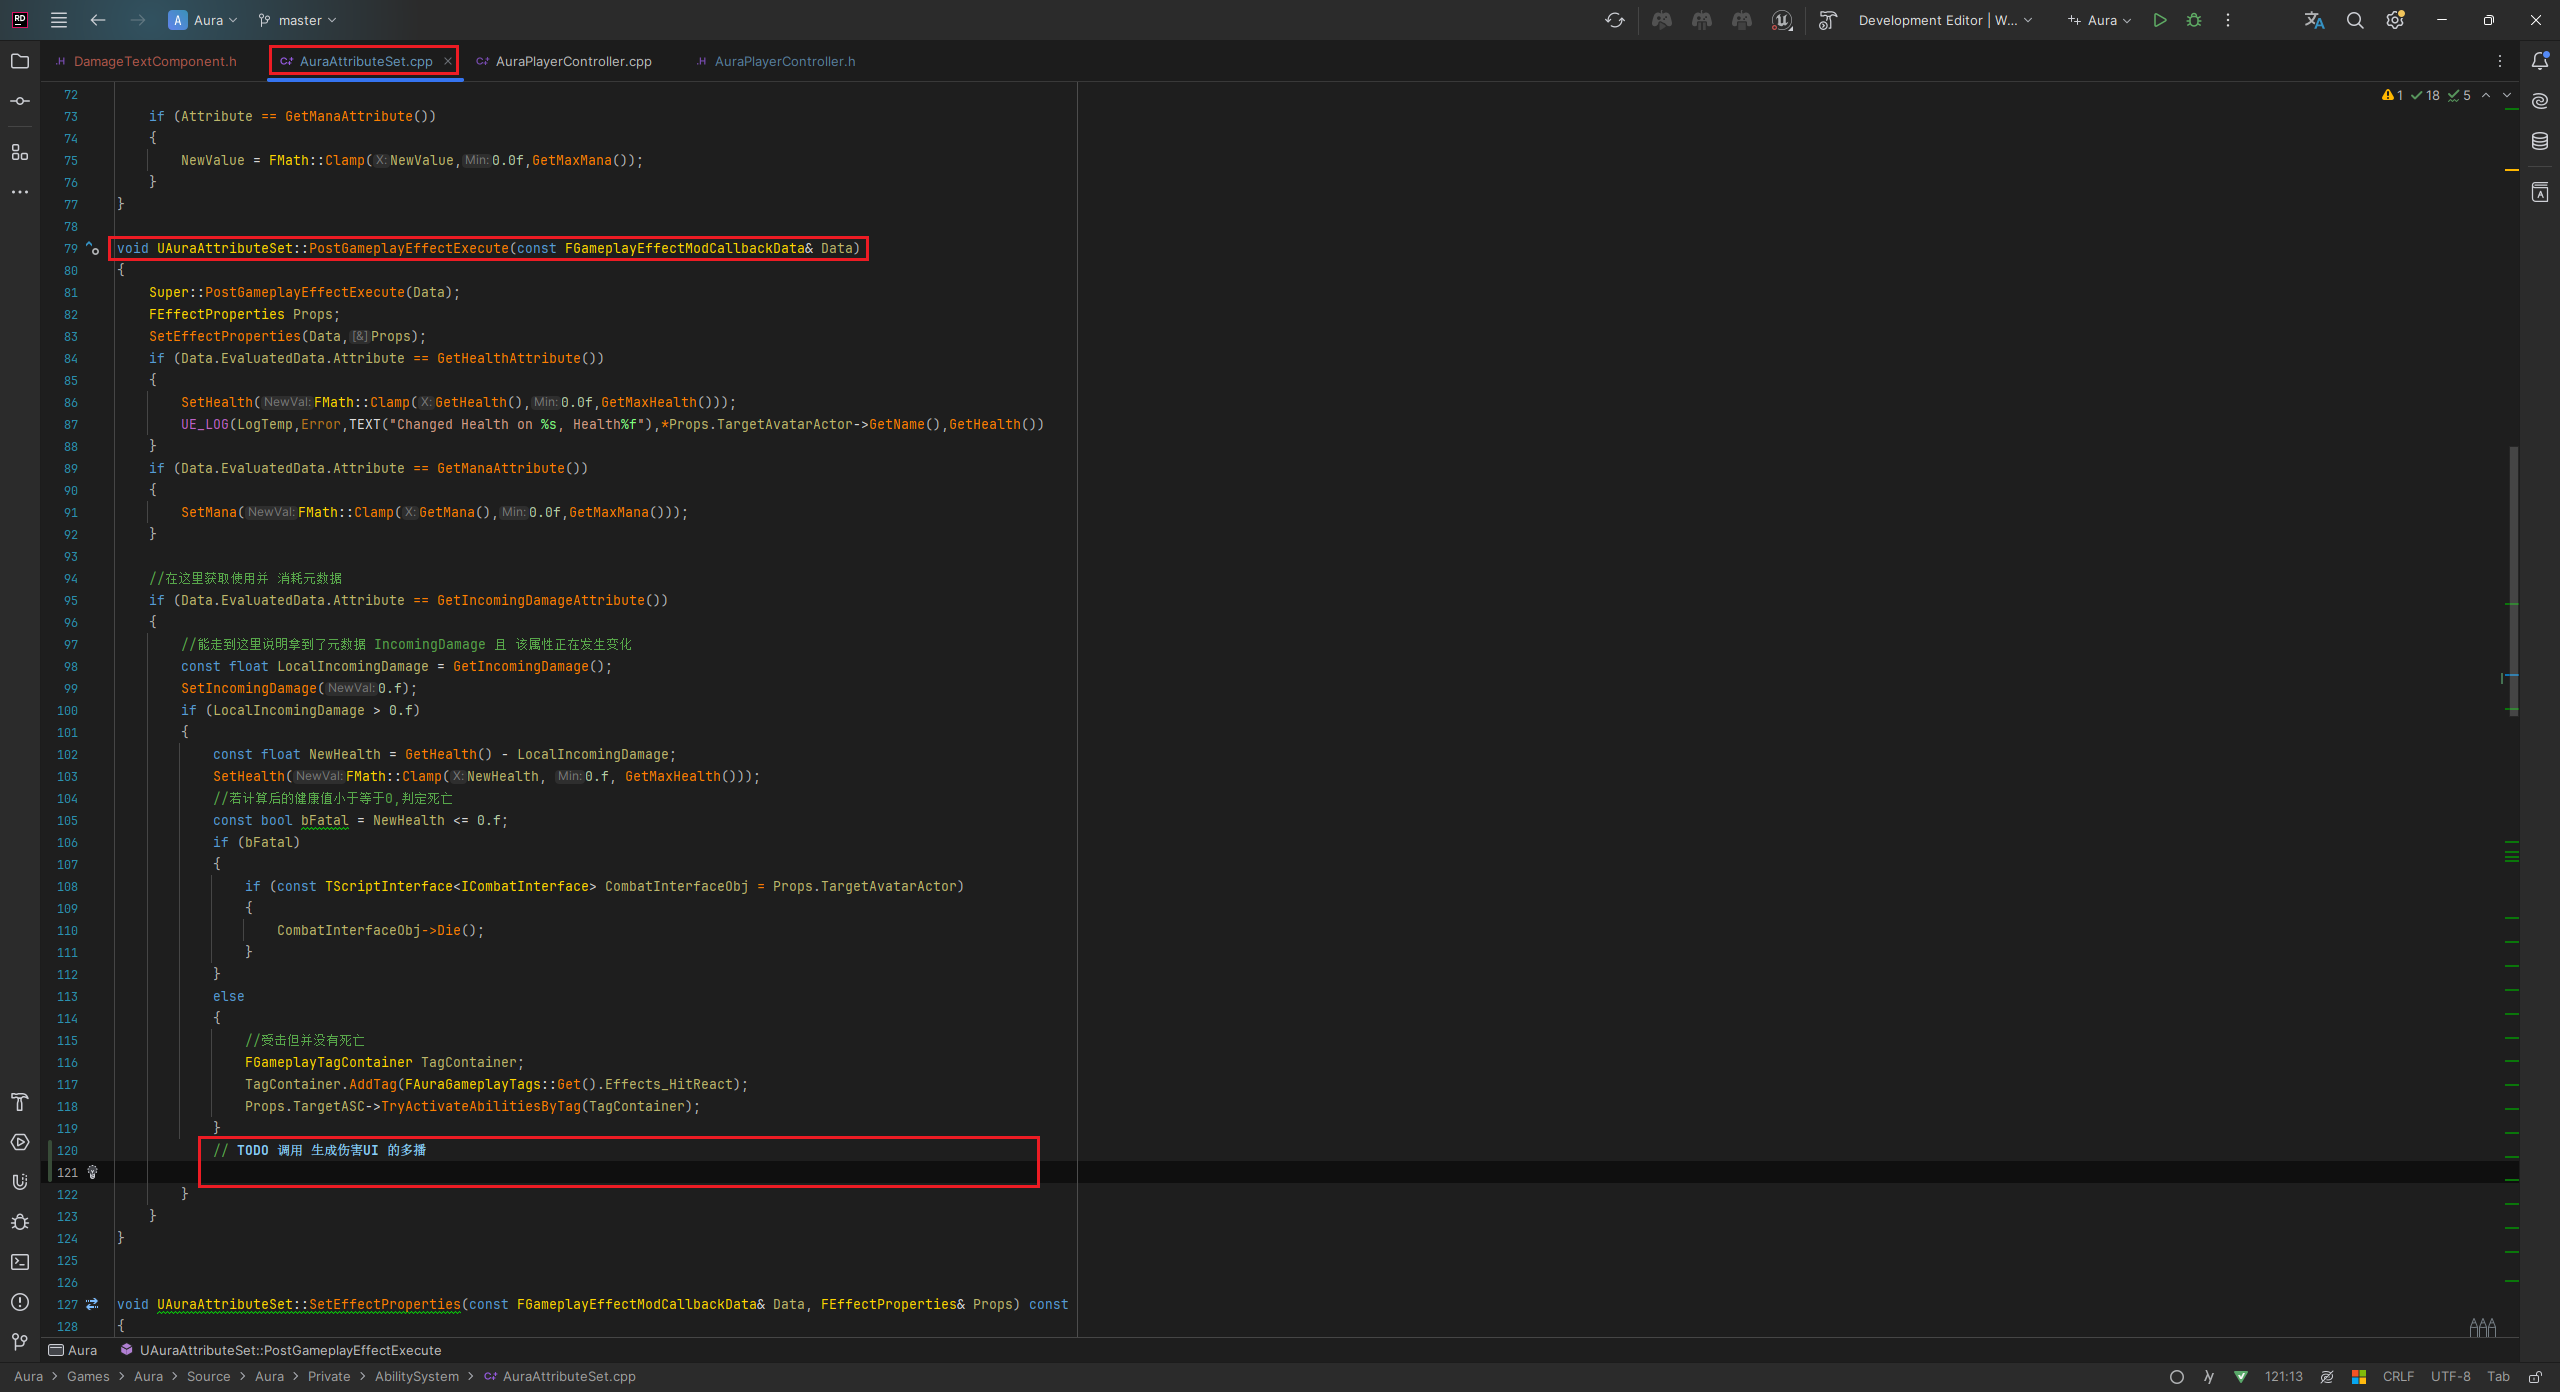 RD A Aura master Development Editor | W... Aura
DamageTextComponent.h AuraAttributeSet.cpp AuraPlayerController.cpp AuraPlayerController.h
1 18 5
72
73 if (Attribute == GetManaAttribute())
74 {
75 NewValue = FMath::Clamp(X:NewValue,Min:0.0f,GetMaxMana());
76 }
77 }
78
79 void UAuraAttributeSet::PostGameplayEffectExecute(const FGameplayEffectModCallbackData& Data)
80 {
81 Super::PostGameplayEffectExecute(Data);
82 FEffectProperties Props;
83 SetEffectProperties(Data,[&]Props);
84 if (Data.EvaluatedData.Attribute == GetHealthAttribute())
85 {
86 SetHealth(NewVal:FMath::Clamp(X:GetHealth(),Min:0.0f,GetMaxHealth()));
87 UE_LOG(LogTemp,Error,TEXT("Changed Health on %s, Health%f"),*Props.TargetAvatarActor->GetName(),GetHealth())
88 }
89 if (Data.EvaluatedData.Attribute == GetManaAttribute())
90 {
91 SetMana(NewVal:FMath::Clamp(X:GetMana(),Min:0.0f,GetMaxMana()));
92 }
93
94 //在这里获取使用并 消耗元数据
95 if (Data.EvaluatedData.Attribute == GetIncomingDamageAttribute())
96 {
97 //能走到这里说明拿到了元数据 IncomingDamage 且 该属性正在发生变化
98 const float LocalIncomingDamage = GetIncomingDamage();
99 SetIncomingDamage(NewVal:0.f);
100 if (LocalIncomingDamage > 0.f)
101 {
102 const float NewHealth = GetHealth() - LocalIncomingDamage;
103 SetHealth(NewVal:FMath::Clamp(X:NewHealth, Min:0.f, GetMaxHealth()));
104 //若计算后的健康值小于等于0,判定死亡
105 const bool bFatal = NewHealth <= 0.f;
106 if (bFatal)
107 {
108 if (const TScriptInterface<ICombatInterface> CombatInterfaceObj = Props.TargetAvatarActor)
109 {
110 CombatInterfaceObj->Die();
111 }
112 }
113 else
114 {
115 //受击但并没有死亡
116 FGameplayTagContainer TagContainer;
117 TagContainer.AddTag(FAuraGameplayTags::Get().Effects_HitReact);
118 Props.TargetASC->TryActivateAbilitiesByTag(TagContainer);
119 }
120 // TODO 调用 生成伤害UI 的多播
121
122 }
123 }
124 }
125
126
127 void UAuraAttributeSet::SetEffectProperties(const FGameplayEffectModCallbackData& Data, FEffectProperties& Props) const
128 {
Aura UAuraAttributeSet::PostGameplayEffectExecute
Aura > Games > Aura > Source > Aura > Private > AbilitySystem > AuraAttributeSet.cpp 121:13 CRLF UTF-8 Tab